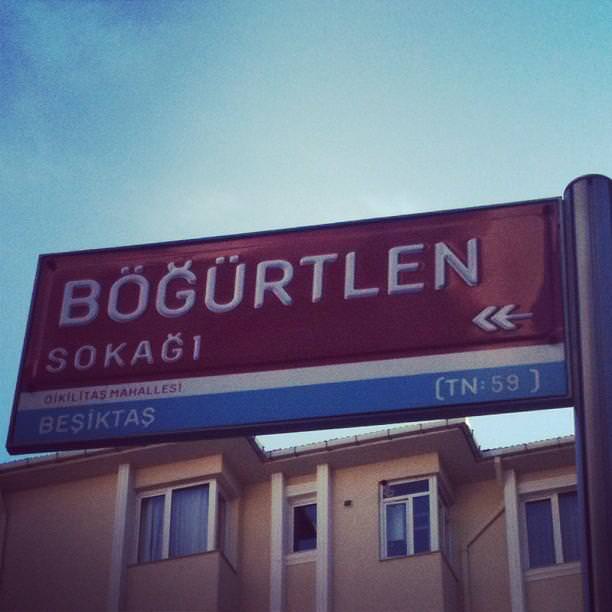 BÖĞÜRTLEN
SOKAĞI
DİKİLİTAŞ MAHALLESİ
BEŞİKTAŞ
(TN: 59 )